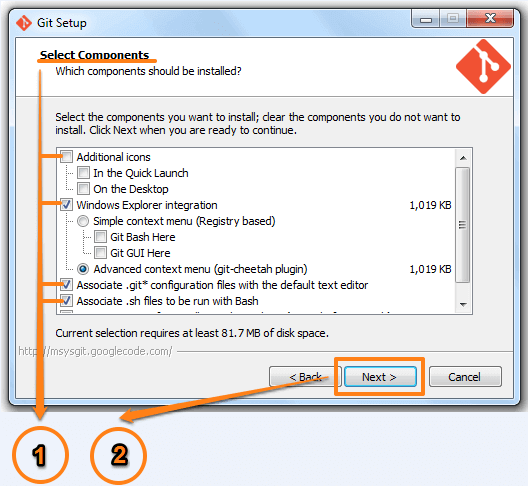 Git Setup
Select Components
Which components should be installed?
Select the components you want to install; clear the components you do not want to
install. Click Next when you are ready to continue.
Additional icons
In the Quick Launch
On the Desktop
Windows Explorer integration 1,019 KB
Simple context menu (Registry based)
Git Bash Here
Git GUI Here
Advanced context menu (git-cheetah plugin) 1,019 KB
Associate .git* configuration files with the default text editor
Associate .sh files to be run with Bash
Current selection requires at least 81.7 MB of disk space.
http://msysgit.googlecode.com/
< Back Next > Cancel
1 2